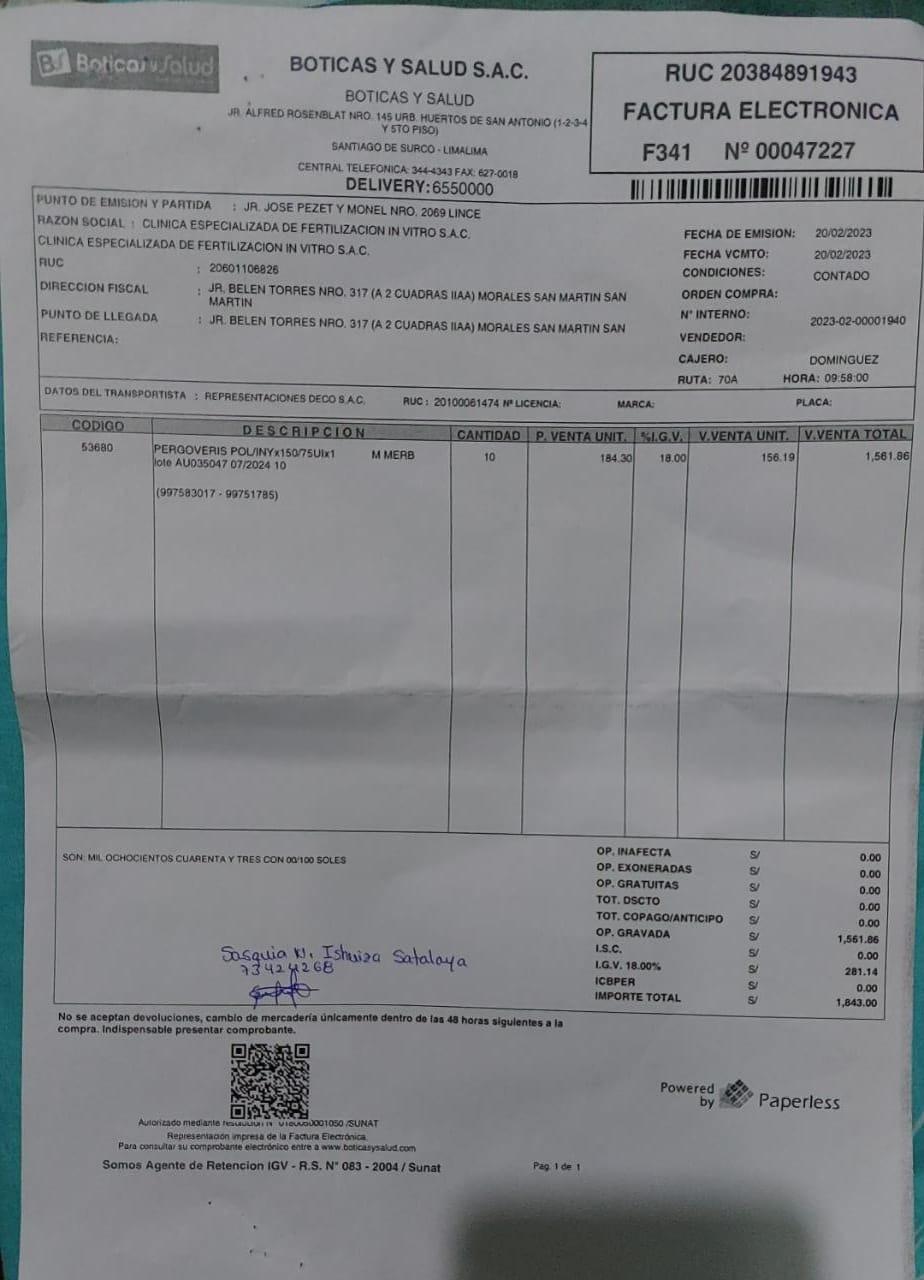 BS Boticas y Salud
BOTICAS Y SALUD S.A.C.
BOTICAS Y SALUD
JR. ALFRED ROSENBLAT NRO. 145 URB. HUERTOS DE SAN ANTONIO (1-2-3-4
Y 5TO PISO)
SANTIAGO DE SURCO - LIMALIMA
CENTRAL TELEFONICA: 344-4343 FAX: 627-0018
DELIVERY:6550000
RUC 20384891943
FACTURA ELECTRONICA
F341 Nº 00047227
PUNTO DE EMISION Y PARTIDA : JR. JOSE PEZET Y MONEL NRO. 2069 LINCE
RAZON SOCIAL : CLINICA ESPECIALIZADA DE FERTILIZACION IN VITRO S.A.C.
CLINICA ESPECIALIZADA DE FERTILIZACION IN VITRO S.A.C.
RUC : 20601106826
DIRECCION FISCAL : JR. BELEN TORRES NRO. 317 (A 2 CUADRAS IIAA) MORALES SAN MARTIN SAN
MARTIN
PUNTO DE LLEGADA : JR. BELEN TORRES NRO. 317 (A 2 CUADRAS IIAA) MORALES SAN MARTIN SAN
REFERENCIA:
FECHA DE EMISION: 20/02/2023
FECHA VCMTO: 20/02/2023
CONDICIONES: CONTADO
ORDEN COMPRA:
N° INTERNO: 2023-02-00001940
VENDEDOR:
CAJERO: DOMINGUEZ
RUTA: 70A HORA: 09:58:00
DATOS DEL TRANSPORTISTA : REPRESENTACIONES DECO S.A.C. RUC : 20100061474 Nº LICENCIA: MARCA: PLACA:
CODIGO DESCRIPCION CANTIDAD P. VENTA UNIT. %I.G.V. V.VENTA UNIT. V.VENTA TOTAL
53680 PERGOVERIS POL/INYx150/75UIx1 M MERB 10 184.30 18.00 156.19 1,561.86
lote AU035047 07/2024 10
(997583017 - 99751785)
SON: MIL OCHOCIENTOS CUARENTA Y TRES CON 00/100 SOLES
OP. INAFECTA S/ 0.00
OP. EXONERADAS S/ 0.00
OP. GRATUITAS S/ 0.00
TOT. DSCTO S/ 0.00
TOT. COPAGO/ANTICIPO S/ 0.00
OP. GRAVADA S/ 1,561.86
I.S.C. S/ 0.00
I.G.V. 18.00% S/ 281.14
ICBPER S/ 0.00
IMPORTE TOTAL S/ 1,843.00
Satalaya
No se aceptan devoluciones, cambio de mercadería únicamente dentro de las 48 horas siguientes a la
compra. Indispensable presentar comprobante.
Autorizado mediante /SUNAT
Representación impresa de la Factura Electrónica.
Para consultar su comprobante electrónico entre a www.boticasysalud.com
Somos Agente de Retencion IGV - R.S. N° 083 - 2004 / Sunat
Pag. 1 de 1
Powered
by Paperless